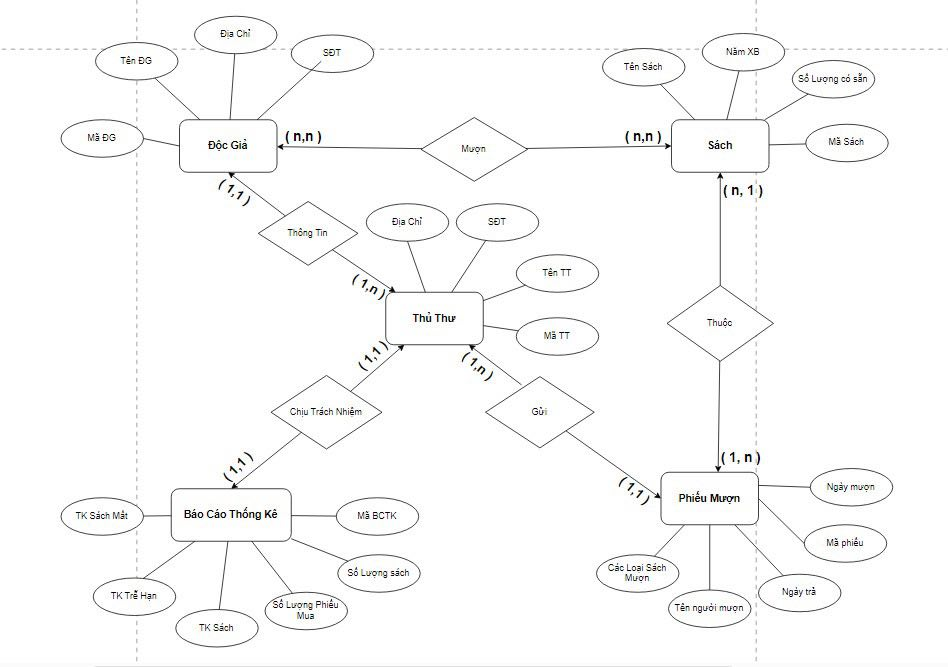 Địa Chỉ
Tên ĐG
SĐT
Mã ĐG
Độc Giả
( n,n )
Mượn
( n,n )
Năm XB
Tên Sách
Số Lượng có sẵn
Sách
Mã Sách
( 1,1 )
( n, 1 )
Thông Tin
Địa Chỉ
SĐT
( 1,n )
Tên TT
Thủ Thư
Mã TT
Thuộc
( 1,1 )
( 1,n )
Chịu Trách Nhiệm
Gửi
( 1,1 )
( 1,1 )
( 1, n )
TK Sách Mất
Báo Cáo Thống Kê
Mã BCTK
Phiếu Mượn
Ngày mượn
Mã phiếu
TK Trễ Hạn
TK Sách
Số Lượng Phiếu
Mua
Số Lượng sách
Các Loại Sách
Mượn
Tên người mượn
Ngày trả